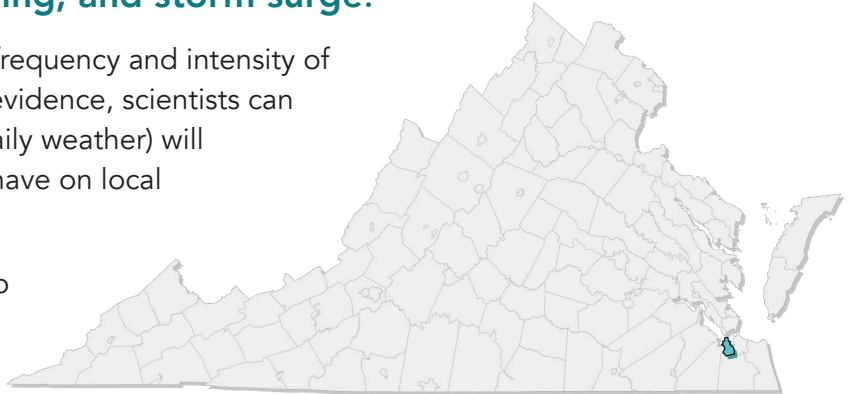 ing, and storm surge.
frequency and intensity of
evidence, scientists can
aily weather) will
have on local